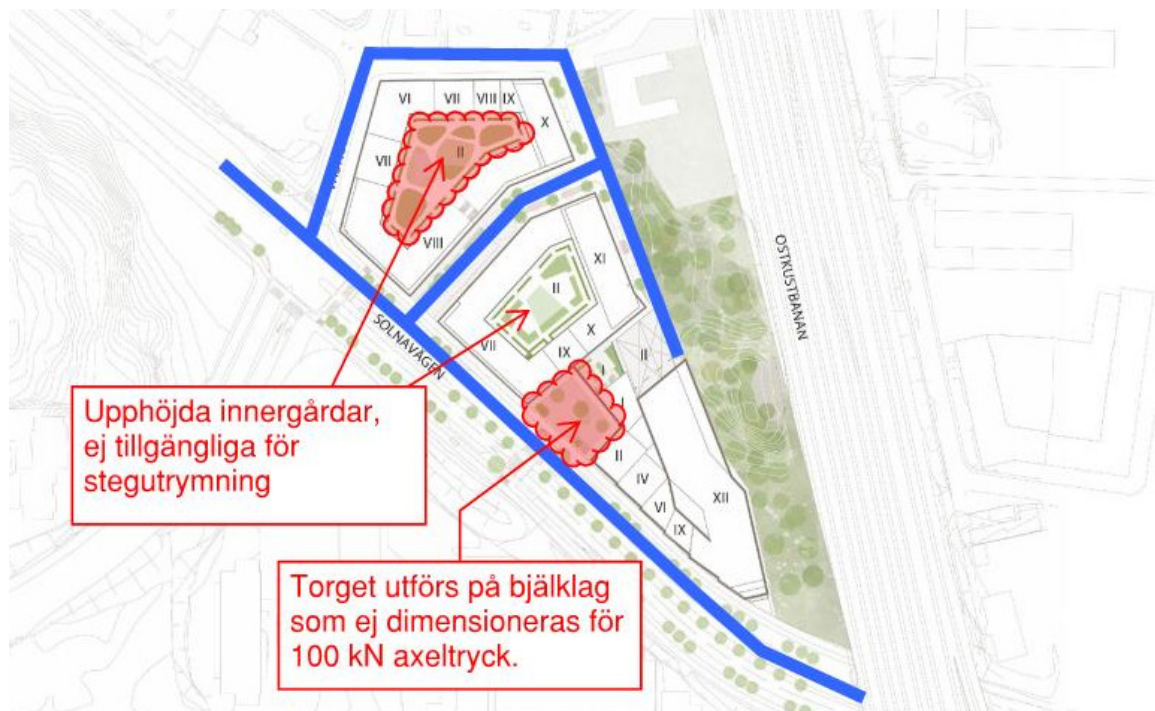 VI VII VIII IX
X
VII
II
VIII
XI
II
OSTKUSTBANAN
SOLNAVÄGEN
X
VII
IX
II
I
I
Upphöjda innergårdar,
ej tillgängliga för
stegutrymning
II
IV
XII
VI
IX
Torget utförs på bjälklag
som ej dimensioneras för
100 kN axeltryck.